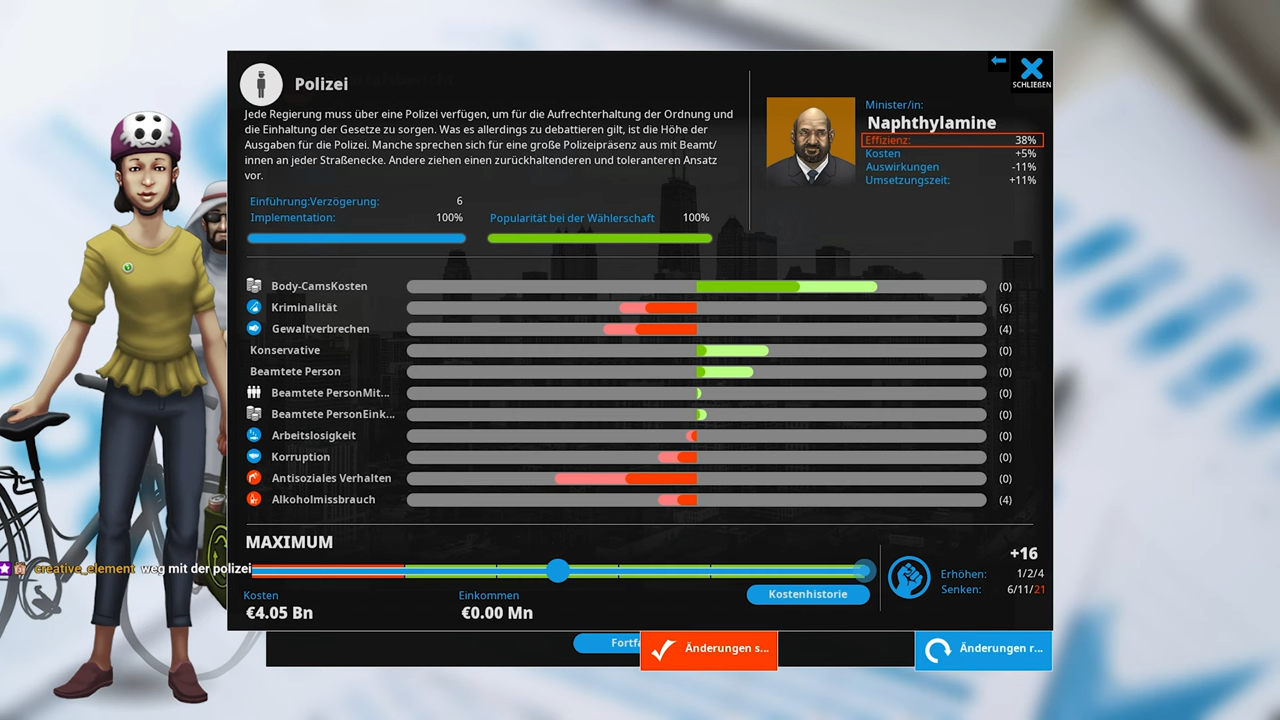 SCHLIEßEN
Polizei
Jede Regierung muss über eine Polizei verfügen, um für die Aufrechterhaltung der Ordnung und
die Einhaltung der Gesetze zu sorgen. Was es allerdings zu debattieren gilt, ist die Höhe der
Ausgaben für die Polizei. Manche sprechen sich für eine große Polizeipräsenz aus mit Beamt/
innen an jeder Straßenecke. Andere ziehen einen zurückhaltenderen und toleranteren Ansatz
vor.
Minister/in:
Naphthylamine
Effizienz: 38%
Kosten +5%
Auswirkungen -11%
Umsetzungszeit: +11%
Einführung:Verzögerung: 6
Implementation: 100%
Popularität bei der Wählerschaft 100%
Body-CamsKosten (0)
Kriminalität (6)
Gewaltverbrechen (4)
Konservative (0)
Beamtete Person (0)
Beamtete PersonMit... (0)
Beamtete PersonEink... (0)
Arbeitslosigkeit (0)
Korruption (0)
Antisoziales Verhalten (0)
Alkoholmissbrauch (4)
MAXIMUM
creative_element weg mit der polizei
Kosten
€4.05 Bn
Einkommen
€0.00 Mn
Kostenhistorie
+16
Erhöhen: 1/2/4
Senken: 6/11/21
Fortfa
Änderungen s...
Änderungen r...